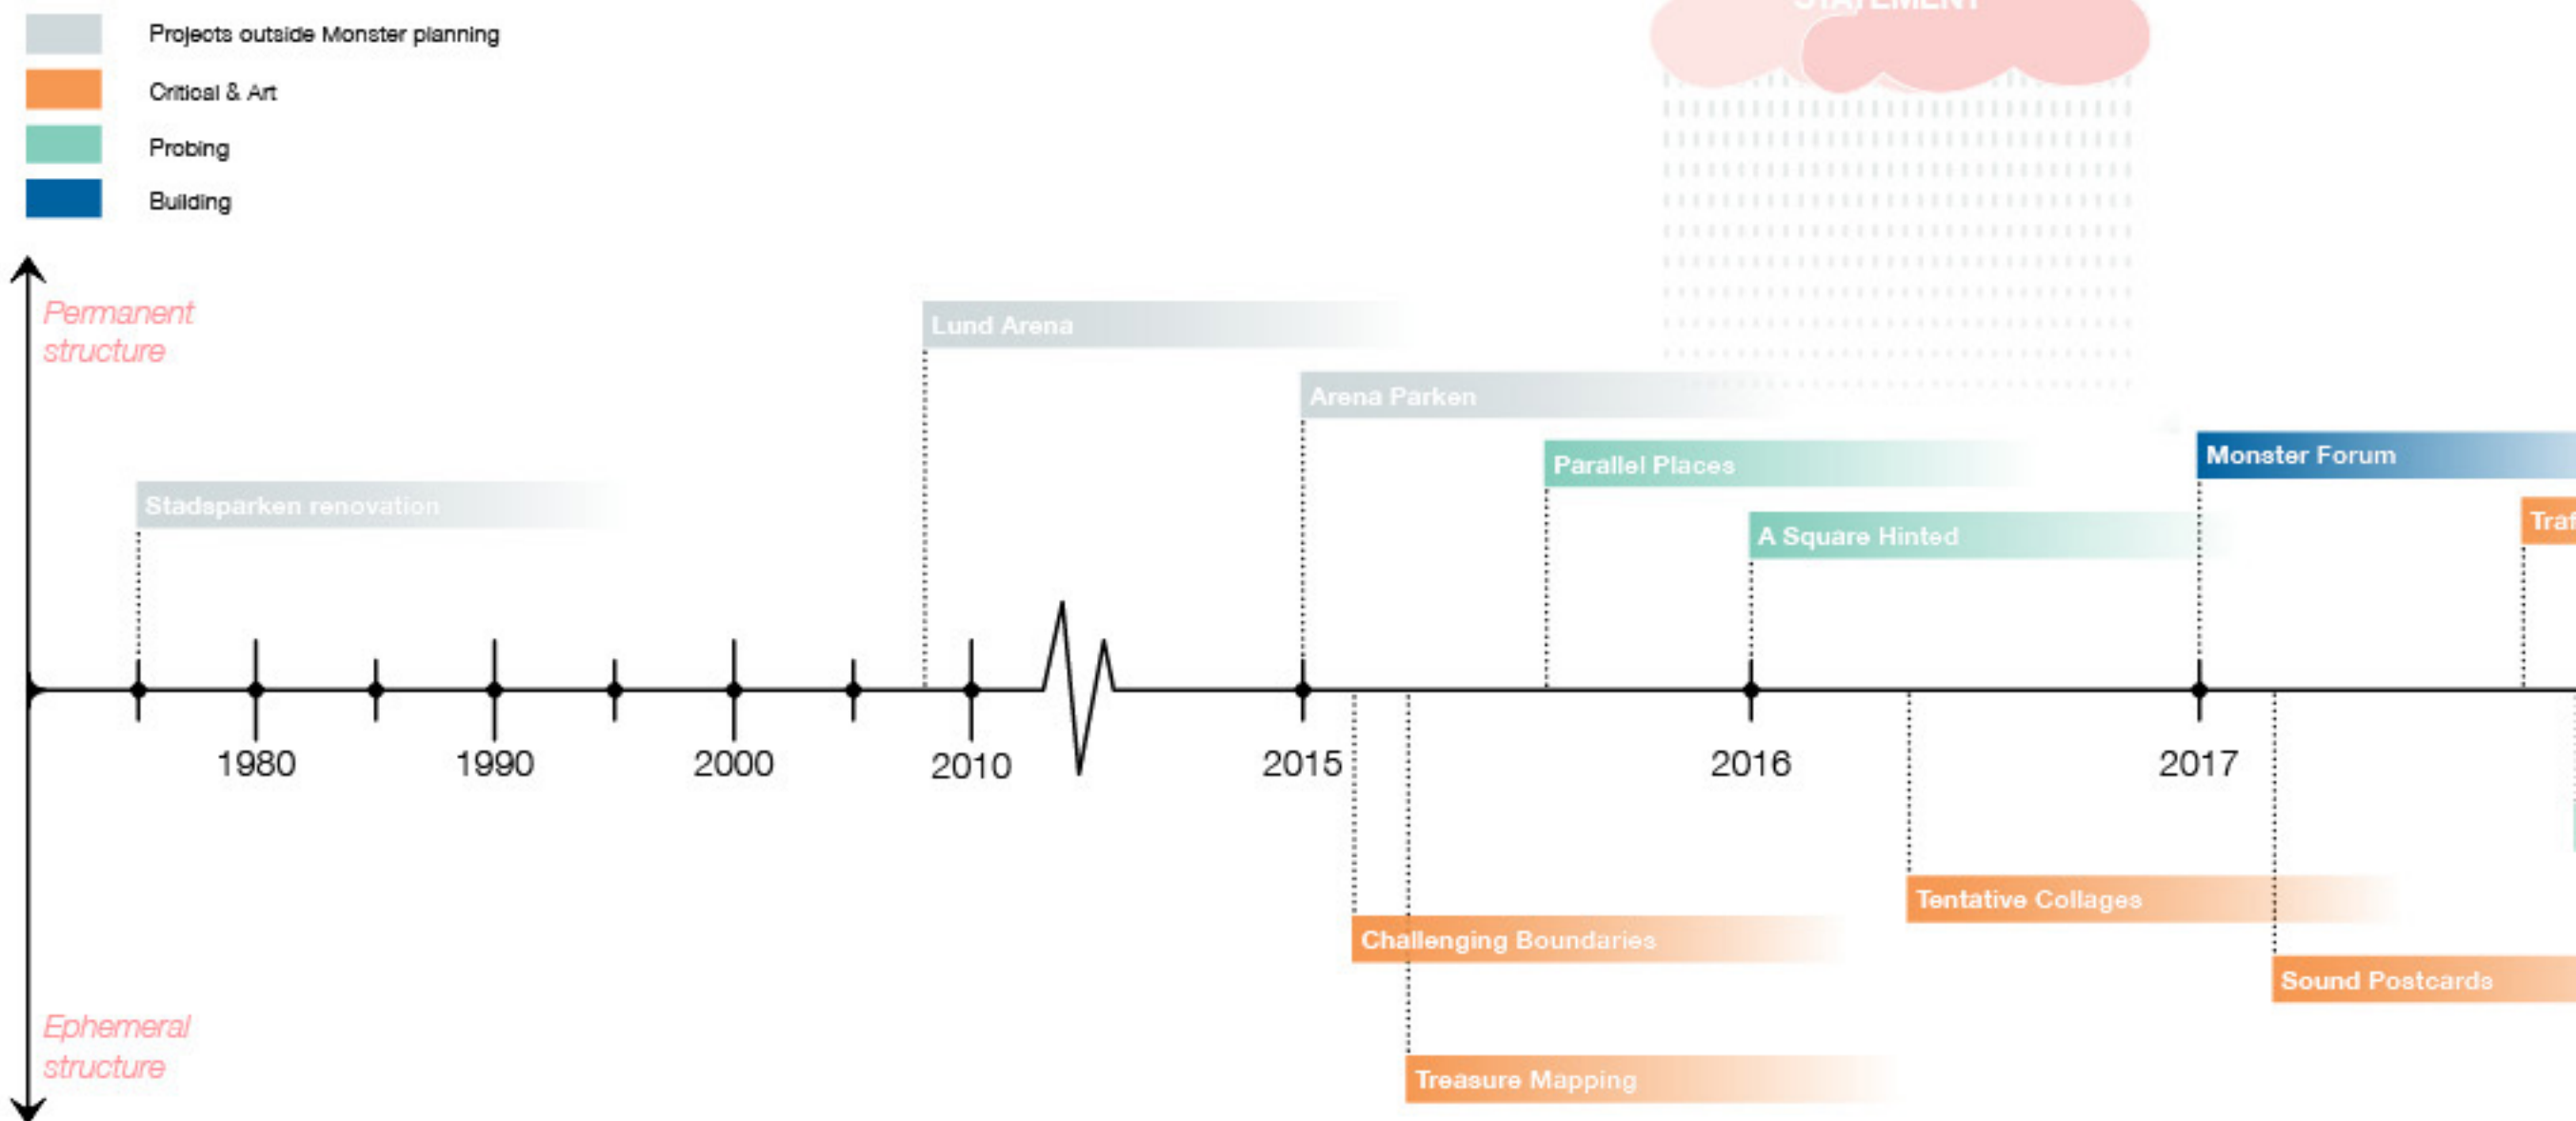 STATEMENT
Projects outside Monster planning
Critical & Art
Probing
Building
Permanent
structure
Lund Arena
Arena Parken
Parallel Places
Monster Forum
Stadsparken renovation
A Square Hinted
1980
1990
2000
2010
2015
2016
2017
Tentative Collages
Challenging Boundaries
Sound Postcards
Ephemeral
structure
Treasure Mapping